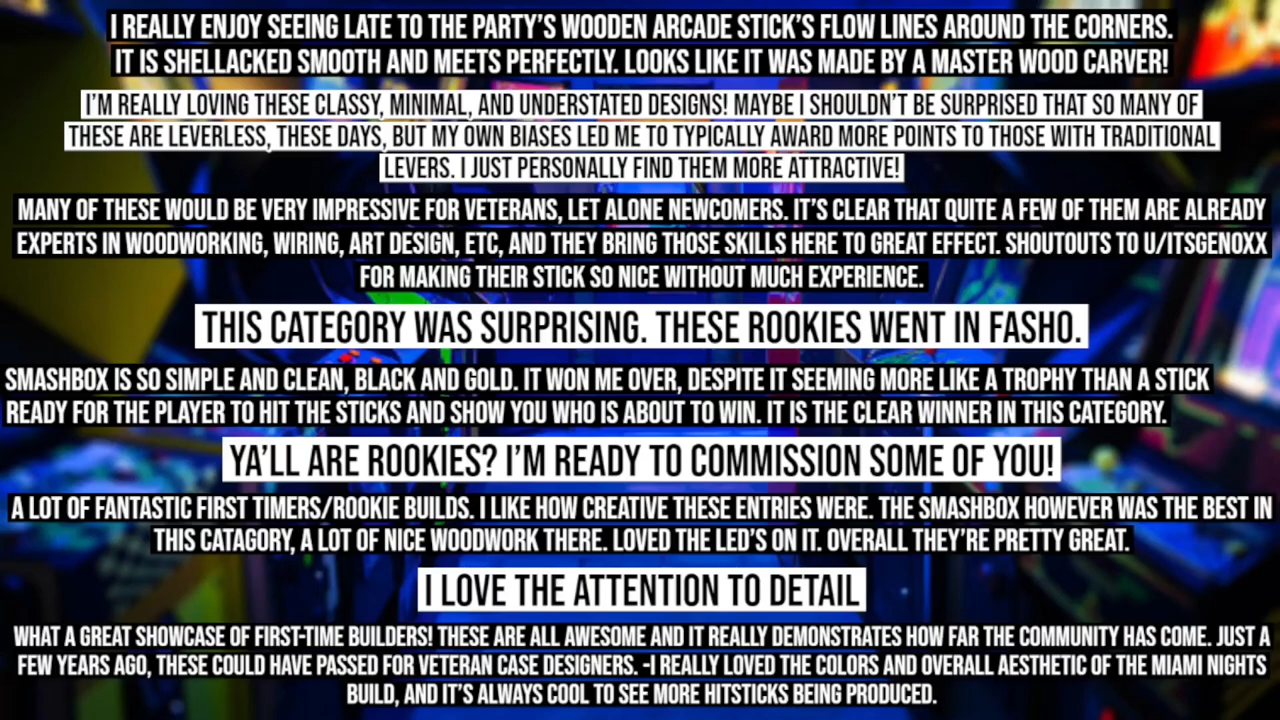 I REALLY ENJOY SEEING LATE TO THE PARTY'S WOODEN ARCADE STICK'S FLOW LINES AROUND THE CORNERS.
IT IS SHELLACKED SMOOTH AND MEETS PERFECTLY. LOOKS LIKE IT WAS MADE BY A MASTER WOOD CARVER!
I'M REALLY LOVING THESE CLASSY, MINIMAL, AND UNDERSTATED DESIGNS! MAYBE I SHOULDN'T BE SURPRISED THAT SO MANY OF
THESE ARE LEVERLESS, THESE DAYS, BUT MY OWN BIASES LED ME TO TYPICALLY AWARD MORE POINTS TO THOSE WITH TRADITIONAL
LEVERS. I JUST PERSONALLY FIND THEM MORE ATTRACTIVE!
MANY OF THESE WOULD BE VERY IMPRESSIVE FOR VETERANS, LET ALONE NEWCOMERS. IT'S CLEAR THAT QUITE A FEW OF THEM ARE ALREADY
EXPERTS IN WOODWORKING, WIRING, ART DESIGN, ETC, AND THEY BRING THOSE SKILLS HERE TO GREAT EFFECT. SHOUTOUTS TO U/ITSGENOXX
FOR MAKING THEIR STICK SO NICE WITHOUT MUCH EXPERIENCE.
THIS CATEGORY WAS SURPRISING. THESE ROOKIES WENT IN FASHO.
SMASHBOX IS SO SIMPLE AND CLEAN, BLACK AND GOLD. IT WON ME OVER, DESPITE IT SEEMING MORE LIKE A TROPHY THAN A STICK
READY FOR THE PLAYER TO HIT THE STICKS AND SHOW YOU WHO IS ABOUT TO WIN. IT IS THE CLEAR WINNER IN THIS CATEGORY.
YA'LL ARE ROOKIES? I'M READY TO COMMISSION SOME OF YOU!
A LOT OF FANTASTIC FIRST TIMERS/ROOKIE BUILDS. I LIKE HOW CREATIVE THESE ENTRIES WERE. THE SMASHBOX HOWEVER WAS THE BEST IN
THIS CATAGORY, A LOT OF NICE WOODWORK THERE. LOVED THE LED'S ON IT. OVERALL THEY'RE PRETTY GREAT.
I LOVE THE ATTENTION TO DETAIL
WHAT A GREAT SHOWCASE OF FIRST-TIME BUILDERS! THESE ARE ALL AWESOME AND IT REALLY DEMONSTRATES HOW FAR THE COMMUNITY HAS COME. JUST A
FEW YEARS AGO, THESE COULD HAVE PASSED FOR VETERAN CASE DESIGNERS. -I REALLY LOVED THE COLORS AND OVERALL AESTHETIC OF THE MIAMI NIGHTS
BUILD, AND IT'S ALWAYS COOL TO SEE MORE HITSTICKS BEING PRODUCED.